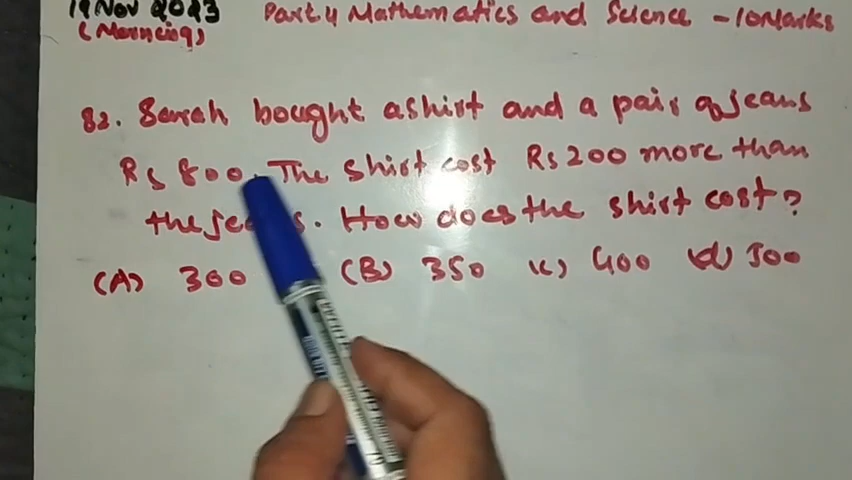 19 Nov 2023 Part 4 Mathematics and Science - 10 Marks
(Morning)
82. Sarah bought a shirt and a pair of Jeans
Rs 800. The shirt cost Rs 200 more than
the . How does the shirt cost?
(A) 300 (B) 350 (c) 400 (d) 500